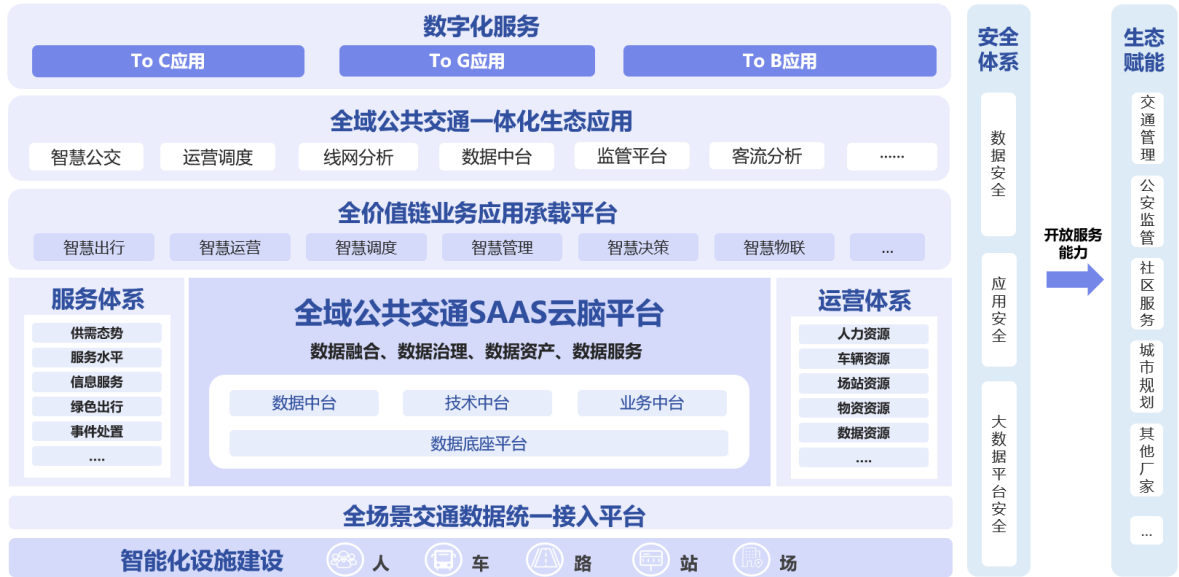 数字化服务
To C应用
To G应用
To B应用
全域公共交通一体化生态应用
智慧公交
运营调度
线网分析
数据中台
监管平台
客流分析
······
全价值链业务应用承载平台
智慧出行
智慧运营
智慧调度
智慧管理
智慧决策
智慧物联
...
服务体系
供需态势
服务水平
信息服务
绿色出行
事件处置
....
全域公共交通SAAS云脑平台
数据融合、数据治理、数据资产、数据服务
数据中台
技术中台
业务中台
数据底座平台
运营体系
人力资源
车辆资源
场站资源
物资资源
数据资源
....
全场景交通数据统一接入平台
智能化设施建设
人
车
路
站
场
安全
体系
数据安全
应用安全
大数据平台安全
开放服务
能力
生态
赋能
交通管理
公安监管
社区服务
城市规划
其他厂家
...